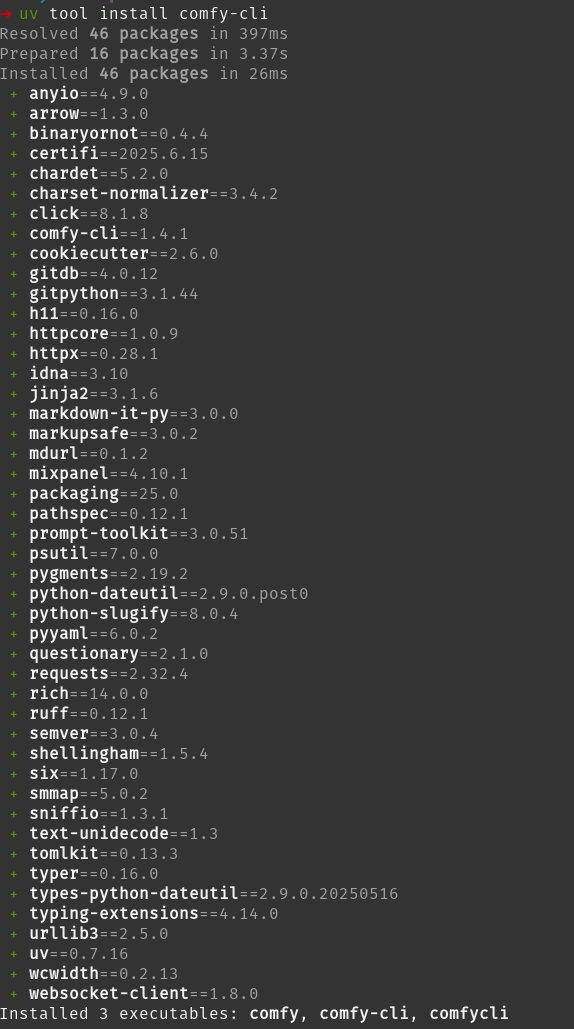 → uv tool install comfy-cli
Resolved 46 packages in 397ms
Prepared 16 packages in 3.37s
Installed 46 packages in 26ms
+ anyio==4.9.0
+ arrow==1.3.0
+ binaryornot==0.4.4
+ certifi==2025.6.15
+ chardet==5.2.0
+ charset-normalizer==3.4.2
+ click==8.1.8
+ comfy-cli==1.4.1
+ cookiecutter==2.6.0
+ gitdb==4.0.12
+ gitpython==3.1.44
+ h11==0.16.0
+ httpcore==1.0.9
+ httpx==0.28.1
+ idna==3.10
+ jinja2==3.1.6
+ markdown-it-py==3.0.0
+ markupsafe==3.0.2
+ mdurl==0.1.2
+ mixpanel==4.10.1
+ packaging==25.0
+ pathspec==0.12.1
+ prompt-toolkit==3.0.51
+ psutil==7.0.0
+ pygments==2.19.2
+ python-dateutil==2.9.0.post0
+ python-slugify==8.0.4
+ pyyaml==6.0.2
+ questionary==2.1.0
+ requests==2.32.4
+ rich==14.0.0
+ ruff==0.12.1
+ semver==3.0.4
+ shellingham==1.5.4
+ six==1.17.0
+ smmap==5.0.2
+ sniffio==1.3.1
+ text-unidecode==1.3
+ tomlkit==0.13.3
+ typer==0.16.0
+ types-python-dateutil==2.9.0.20250516
+ typing-extensions==4.14.0
+ urllib3==2.5.0
+ uv==0.7.16
+ wcwidth==0.2.13
+ websocket-client==1.8.0
Installed 3 executables: comfy, comfy-cli, comfycli